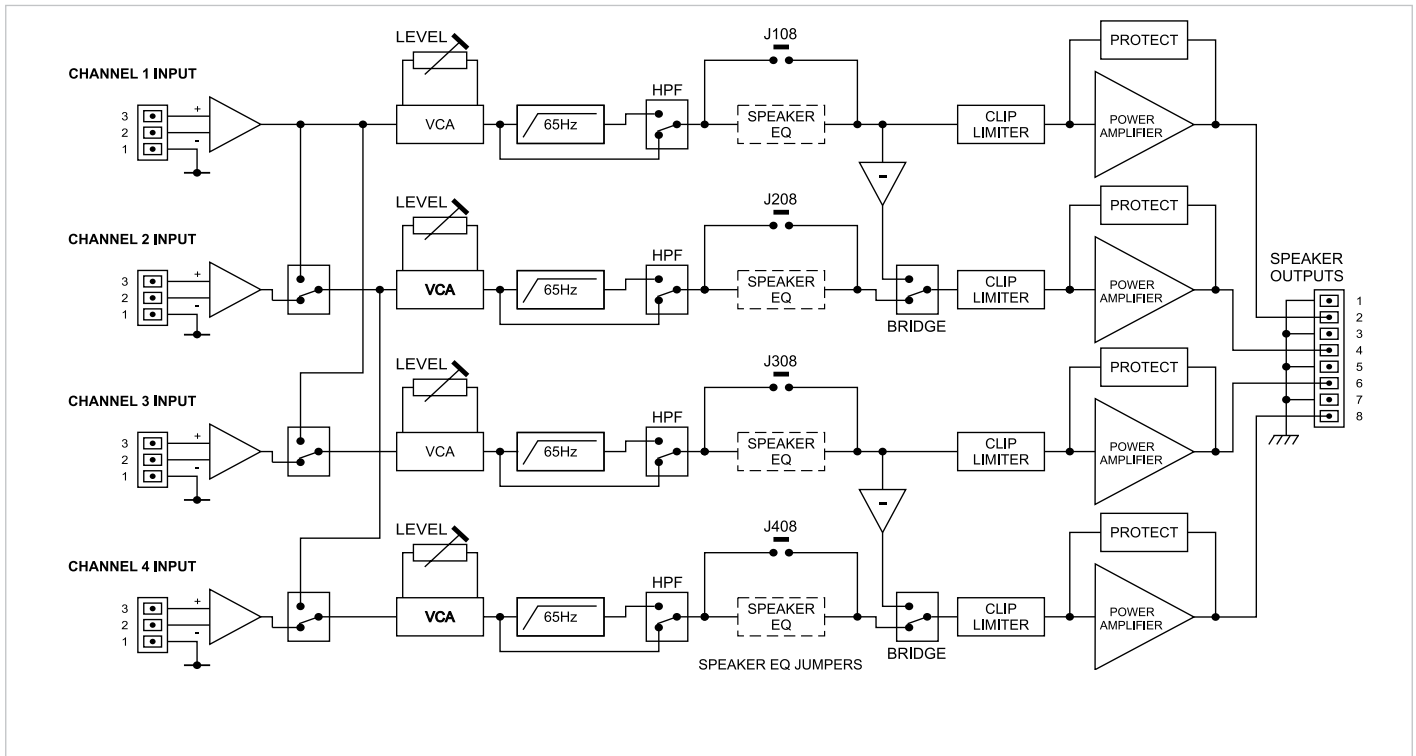 LEVEL
J108
PROTECT
CHANNEL 1 INPUT
HPF
3
+
2
-
1
VCA
65Hz
SPEAKER
EQ
CLIP
LIMITER
POWER
AMPLIFIER
-
LEVEL
J208
PROTECT
CHANNEL 2 INPUT
HPF
3
+
2
-
1
VCA
65Hz
SPEAKER
EQ
BRIDGE
CLIP
LIMITER
POWER
AMPLIFIER
SPEAKER
OUTPUTS
1
2
3
4
5
6
7
8
LEVEL
J308
PROTECT
CHANNEL 3 INPUT
HPF
3
+
2
-
1
VCA
65Hz
SPEAKER
EQ
CLIP
LIMITER
POWER
AMPLIFIER
-
LEVEL
J408
PROTECT
CHANNEL 4 INPUT
HPF
3
+
2
-
1
VCA
65Hz
SPEAKER
EQ
BRIDGE
CLIP
LIMITER
POWER
AMPLIFIER
SPEAKER EQ JUMPERS